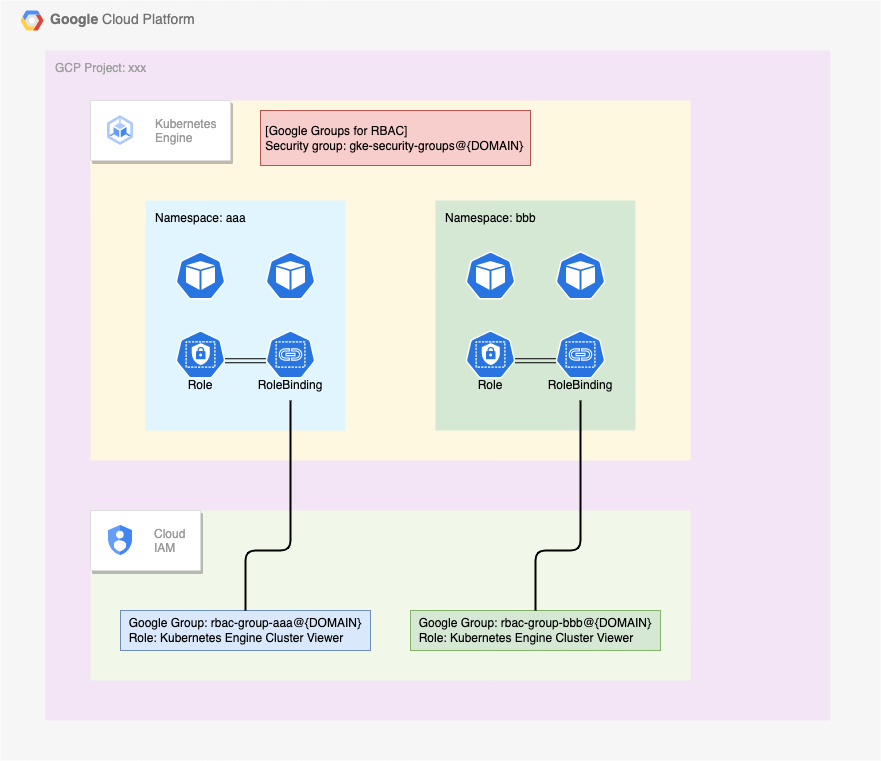 Google Cloud Platform
GCP Project: xxx
Kubernetes
Engine
[Google Groups for RBAC]
Security group: gke-security-groups@{DOMAIN}
Namespace: aaa
Namespace: bbb
Role
RoleBinding
Role
RoleBinding
Cloud
IAM
Google Group: rbac-group-aaa@{DOMAIN}
Role: Kubernetes Engine Cluster Viewer
Google Group: rbac-group-bbb@{DOMAIN}
Role: Kubernetes Engine Cluster Viewer